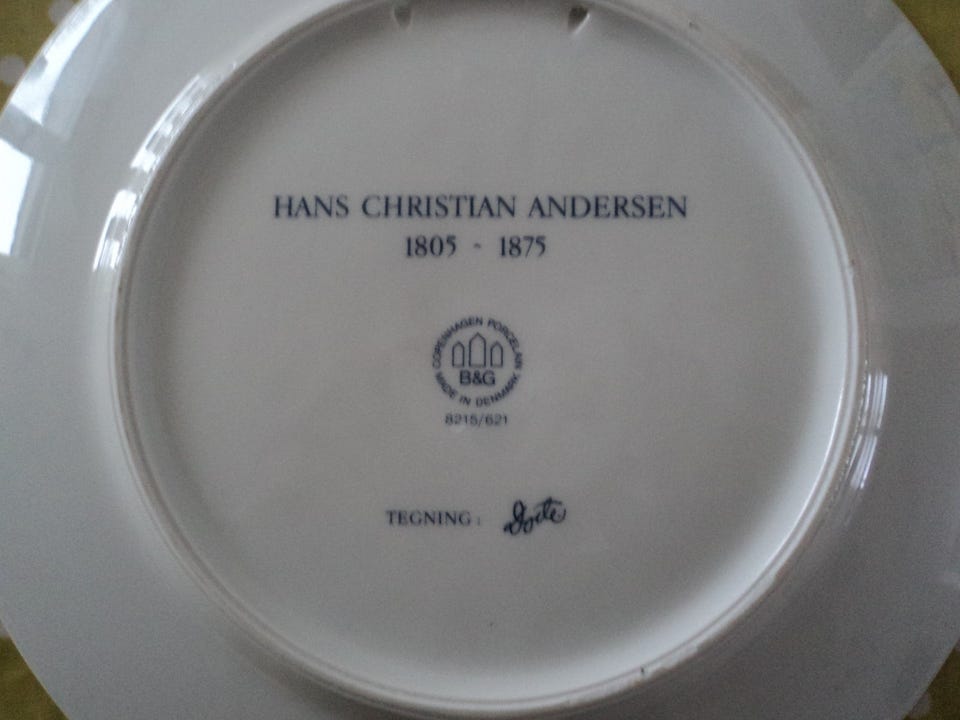 HANS CHRISTIAN ANDERSEN
1805 - 1875
COPENHAGEN PORCELAIN
B&G
MADE IN DENMARK
8215/621
TEGNING: